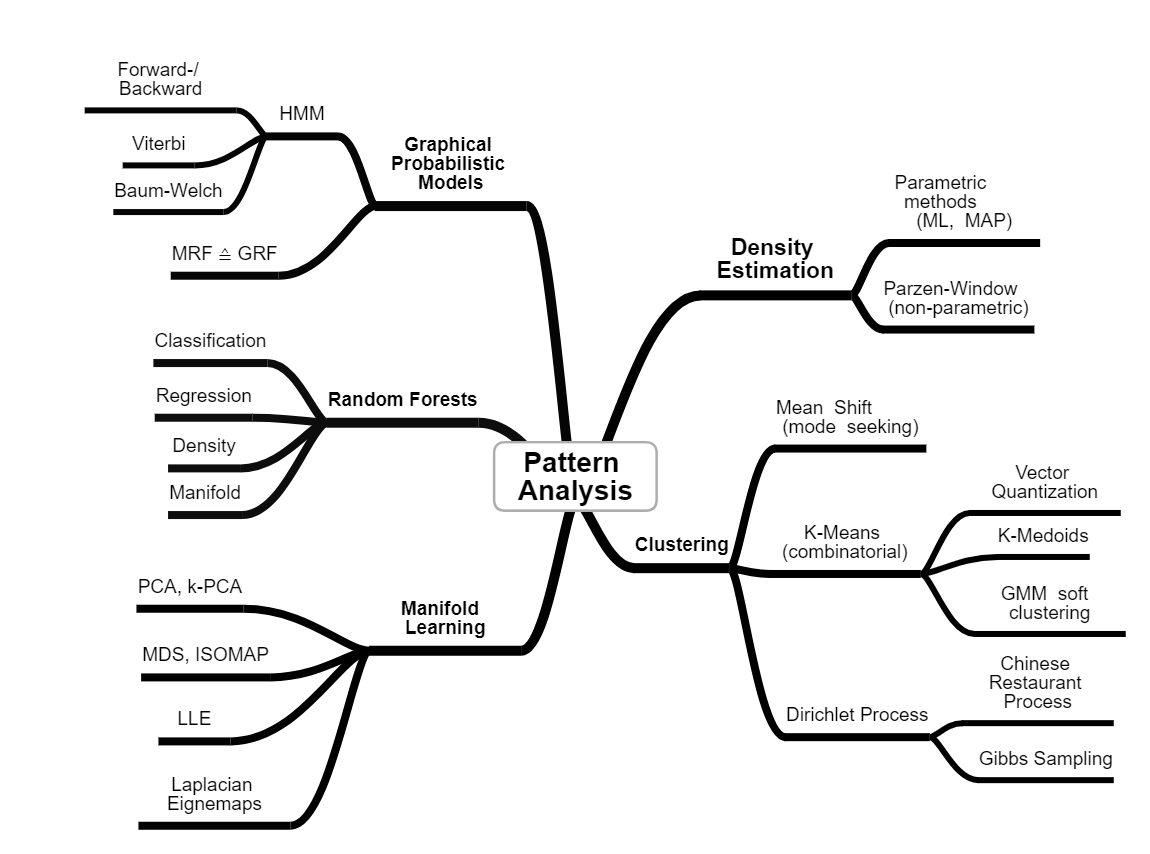 Pattern
Analysis
Graphical
Probabilistic
Models
HMM
Forward-/
Backward
Viterbi
Baum-Welch
MRF ≙ GRF
Random Forests
Classification
Regression
Density
Manifold
Manifold
Learning
PCA, k-PCA
MDS, ISOMAP
LLE
Laplacian
Eignemaps
Density
Estimation
Parametric
methods
(ML, MAP)
Parzen-Window
(non-parametric)
Clustering
Mean Shift
(mode seeking)
K-Means
(combinatorial)
Vector
Quantization
K-Medoids
GMM soft
clustering
Dirichlet Process
Chinese
Restaurant
Process
Gibbs Sampling